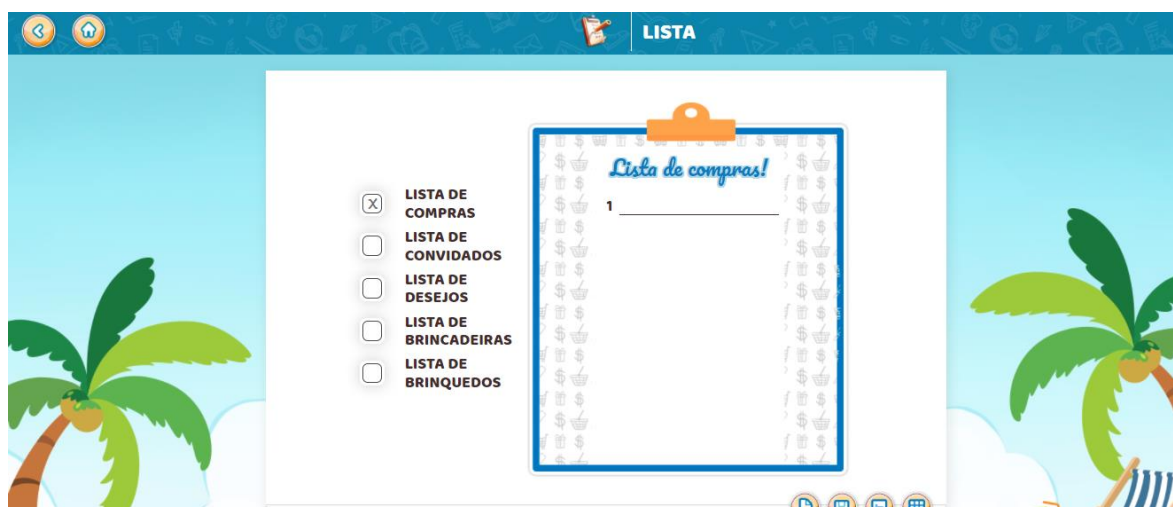 LISTA
LISTA DE
COMPRAS
LISTA DE
CONVIDADOS
LISTA DE
DESEJOS
LISTA DE
BRINCADEIRAS
LISTA DE
BRINQUEDOS
Lista de compras!
1